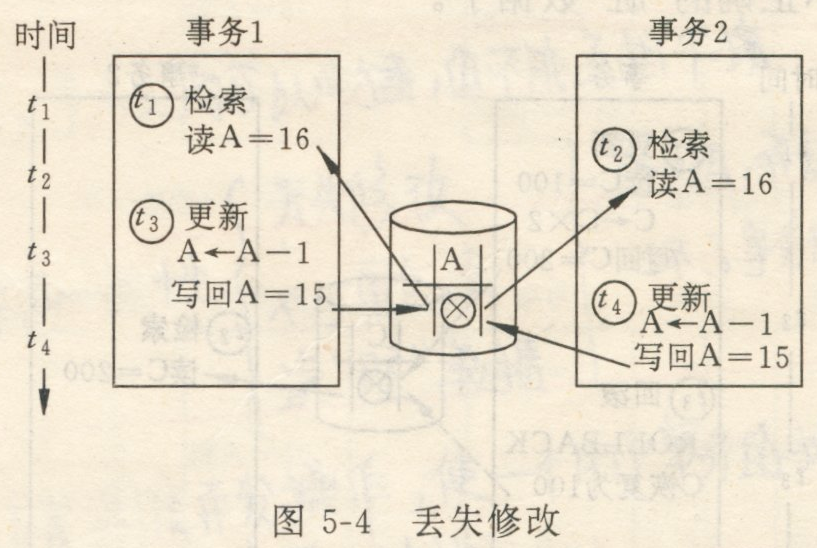 时间
t1
t2
t3
t4
事务1
t1 检索
读A=16
t3 更新
A←A-1
写回A=15
A
事务2
t2 检索
读A=16
t4 更新
A←A-1
写回A=15
图 5-4 丢失修改